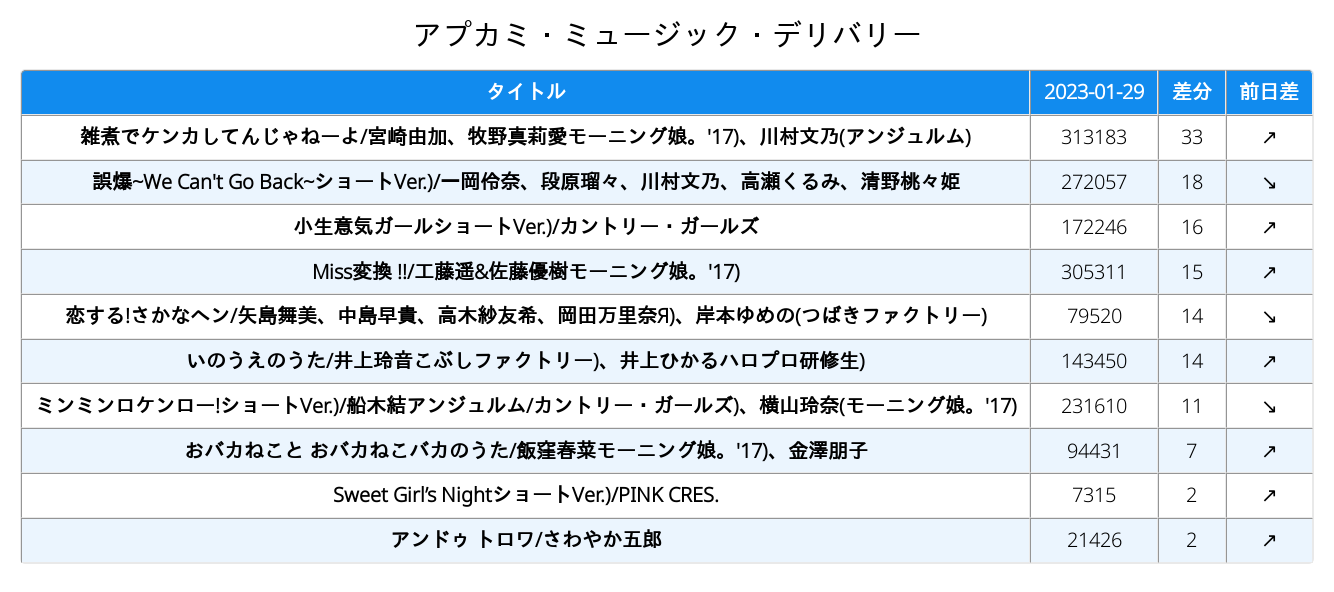 アプカミ・ミュージック・デリバリー
タイトル 2023-01-29 差分 前日差
雑煮でケンカしてんじゃねーよ/宮崎由加、牧野真莉愛モーニング娘。'17)、川村文乃(アンジュルム) 313183 33 ↗
誤爆~We Can't Go Back~ショートVer.)/一岡伶奈、段原瑠々、川村文乃、高瀬くるみ、清野桃々姫 272057 18 ↘
小生意気ガールショートVer.)/カントリー・ガールズ 172246 16 ↗
Miss変換 !!/工藤遥&佐藤優樹モーニング娘。'17) 305311 15 ↗
恋する!さかなヘン/矢島舞美、中島早貴、高木紗友希、岡田万里奈Я)、岸本ゆめの(つばきファクトリー) 79520 14 ↘
いのうえのうた/井上玲音こぶしファクトリー)、井上ひかるハロプロ研修生) 143450 14 ↗
ミンミンロケンロー!ショートVer.)/船木結アンジュルム/カントリー・ガールズ)、横山玲奈(モーニング娘。'17) 231610 11 ↘
おバカねこと おバカねこバカのうた/飯窪春菜モーニング娘。'17)、金澤朋子 94431 7 ↗
Sweet Girl’s NightショートVer.)/PINK CRES. 7315 2 ↗
アンドゥ トロワ/さわやか五郎 21426 2 ↗